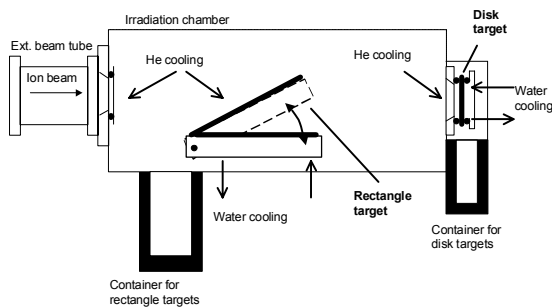 Irradiation chamber
Ext. beam tube
Ion beam
He cooling
He cooling
Disk
target
Water
cooling
Rectangle
target
Water cooling
Container for
disk targets
Container for
rectangle targets